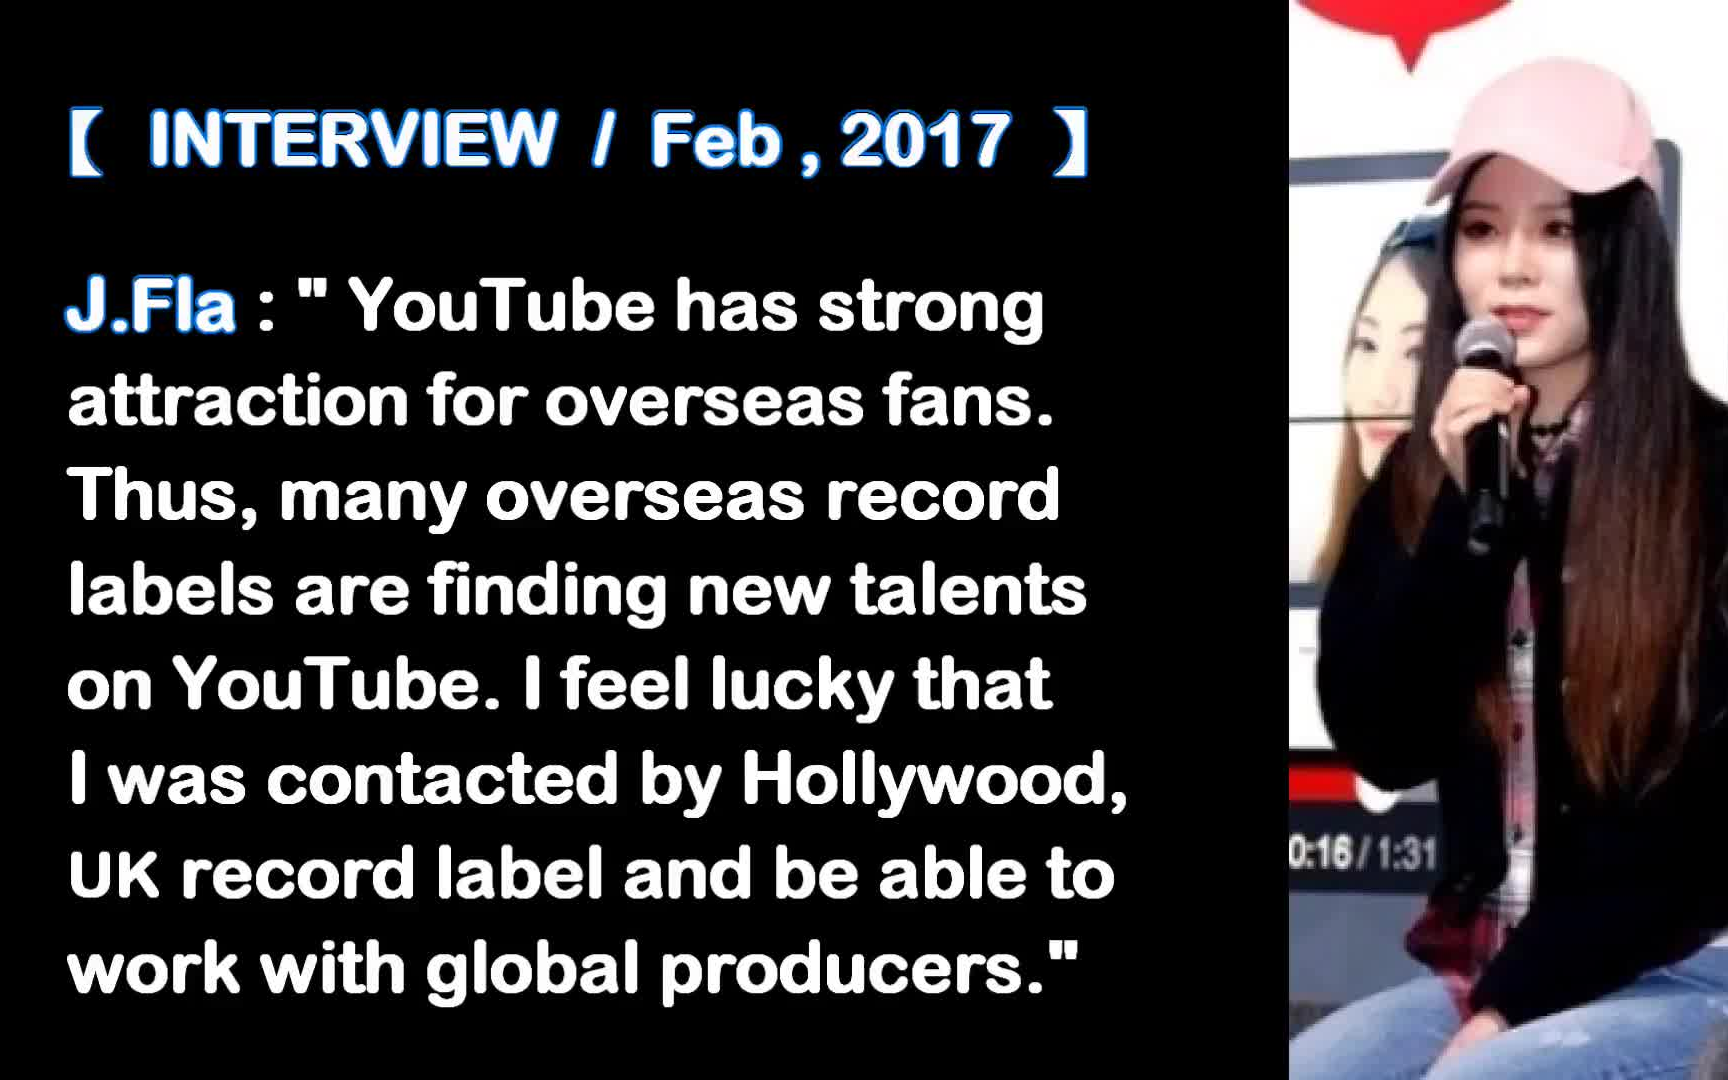 【 INTERVIEW / Feb , 2017 】
J.Fla : " YouTube has strong
attraction for overseas fans.
Thus, many overseas record
labels are finding new talents
on YouTube. I feel lucky that
I was contacted by Hollywood,
UK record label and be able to
work with global producers."
0:16 / 1:31